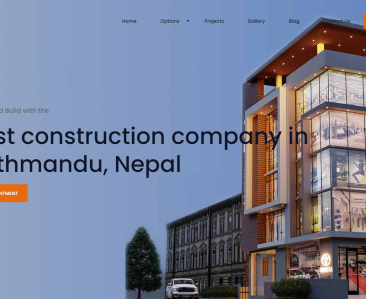 Home Options Projects Gallery Blog
d Build with the
st construction company in
thmandu, Nepal
NTMENT